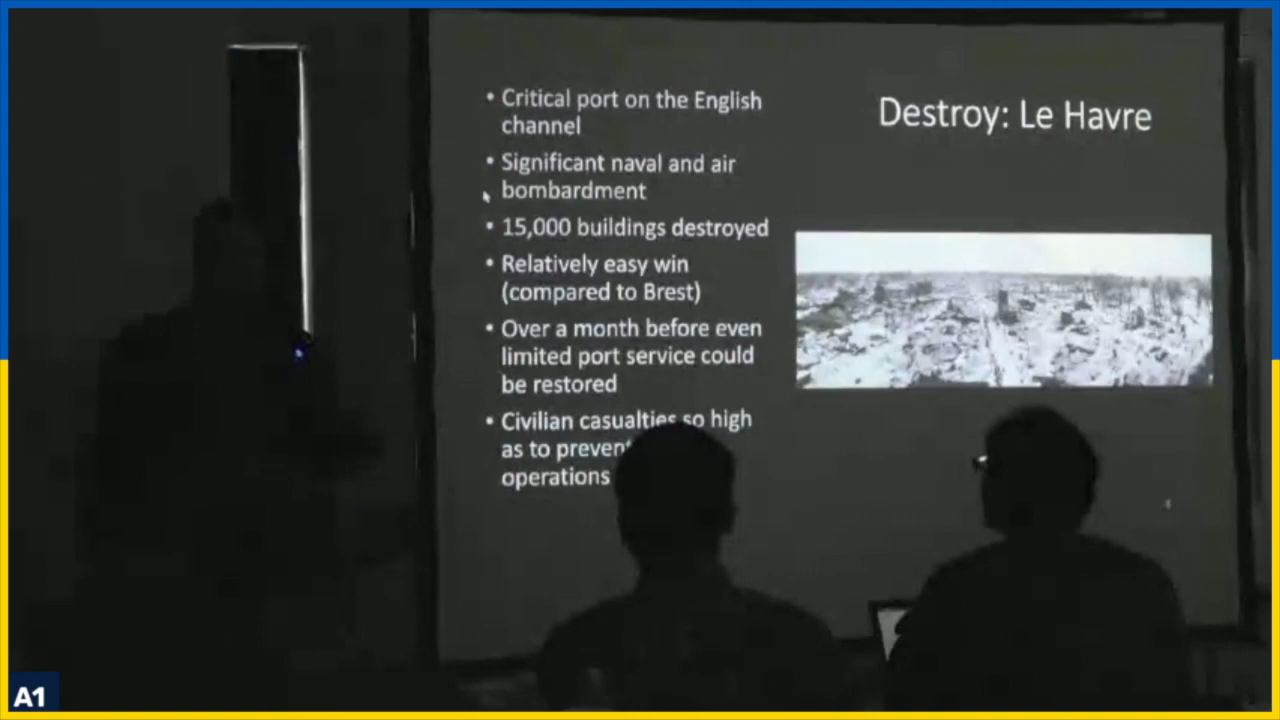 • Critical port on the English
channel
• Significant naval and air
bombardment
• 15,000 buildings destroyed
• Relatively easy win
(compared to Brest)
• Over a month before even
limited port service could
be restored
• Civilian casualties so high
as to prevent
operations
Destroy: Le Havre
A1